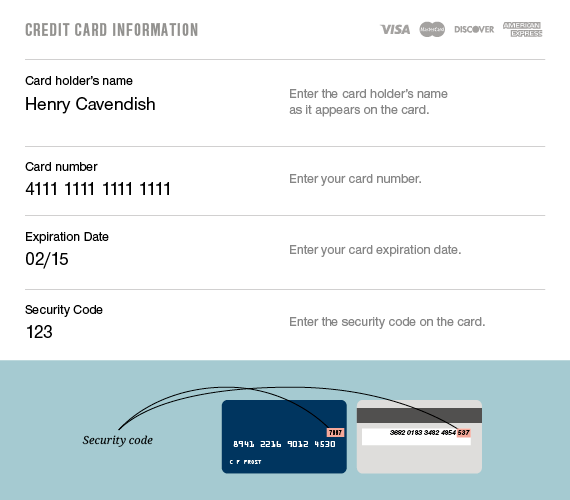 CREDIT CARD INFORMATION
VISA MasterCard DISCOVER AMERICAN EXPRESS
Card holder's name
Henry Cavendish
Enter the card holder's name
as it appears on the card.
Card number
4111 1111 1111 1111
Enter your card number.
Expiration Date
02/15
Enter your card expiration date.
Security Code
123
Enter the security code on the card.
Security code
7997
8941 2216 9012 4530
C F FROST
3692 0183 3492 4954 537